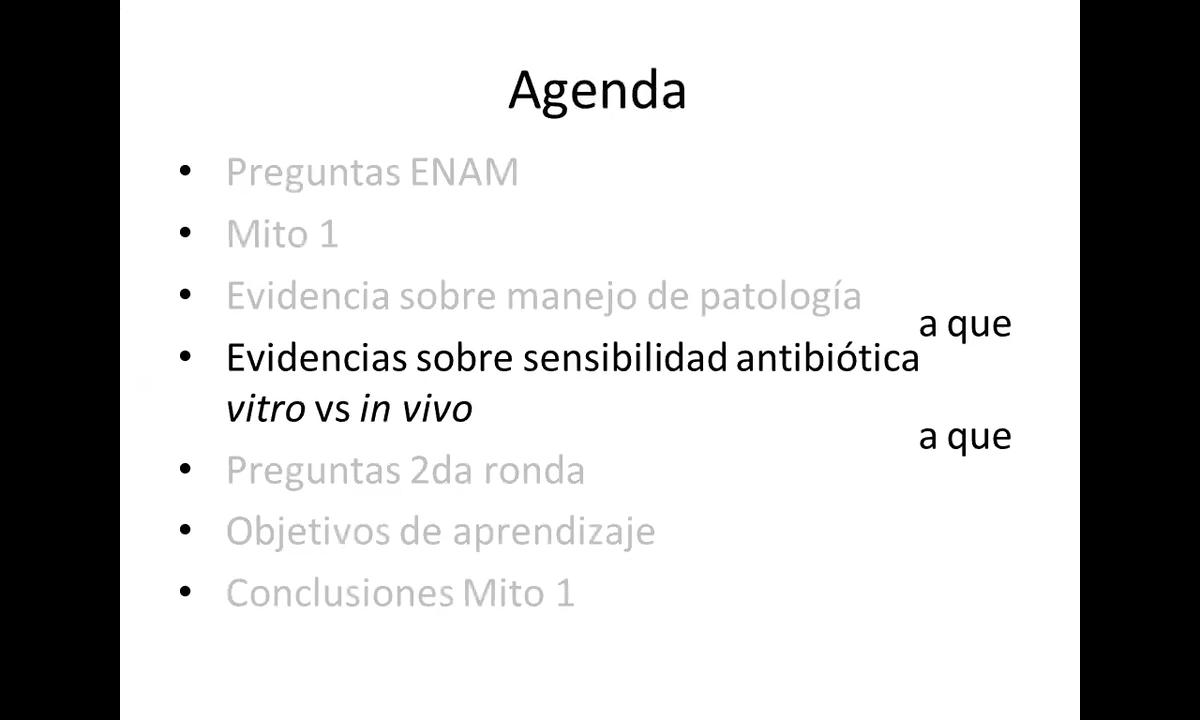 Agenda
• Preguntas ENAM
• Mito 1
• Evidencia sobre manejo de patología
a que
• Evidencias sobre sensibilidad antibiótica
vitro vs in vivo
a que
• Preguntas 2da ronda
• Objetivos de aprendizaje
• Conclusiones Mito 1